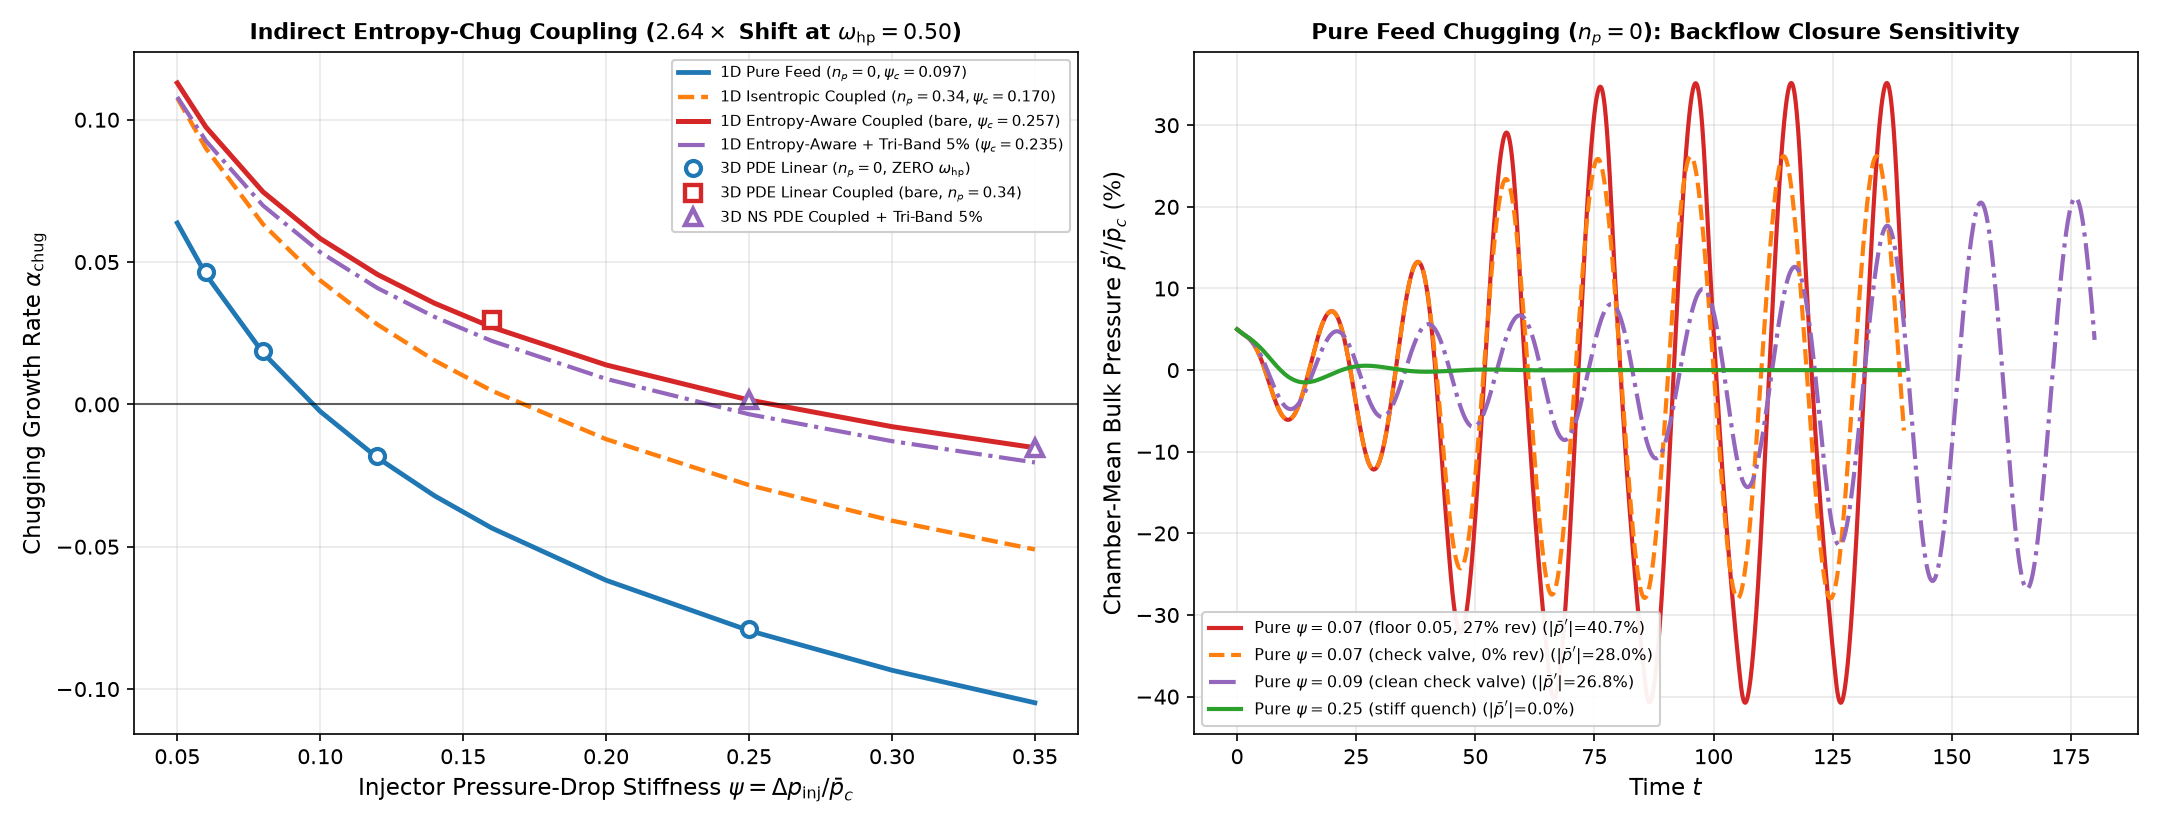 Indirect Entropy-Chug Coupling (2.64× Shift at ω_hp = 0.50)
Chugging Growth Rate α_chug
0.10
0.05
0.00
−0.05
−0.10
1D Pure Feed (n_p = 0, ψ_c = 0.097)
1D Isentropic Coupled (n_p = 0.34, ψ_c = 0.170)
1D Entropy-Aware Coupled (bare, ψ_c = 0.257)
1D Entropy-Aware + Tri-Band 5% (ψ_c = 0.235)
3D PDE Linear (n_p = 0, ZERO ω_hp)
3D PDE Linear Coupled (bare, n_p = 0.34)
3D NS PDE Coupled + Tri-Band 5%
0.05 0.10 0.15 0.20 0.25 0.30 0.35
Injector Pressure-Drop Stiffness ψ = Δp_inj/p̄_c
Pure Feed Chugging (n_p = 0): Backflow Closure Sensitivity
Chamber-Mean Bulk Pressure p̄′/p̄_c (%)
30
20
10
0
−10
−20
−30
−40
Pure ψ = 0.07 (floor 0.05, 27% rev) (|p̄′|=40.7%)
Pure ψ = 0.07 (check valve, 0% rev) (|p̄′|=28.0%)
Pure ψ = 0.09 (clean check valve) (|p̄′|=26.8%)
Pure ψ = 0.25 (stiff quench) (|p̄′|=0.0%)
0 25 50 75 100 125 150 175
Time t